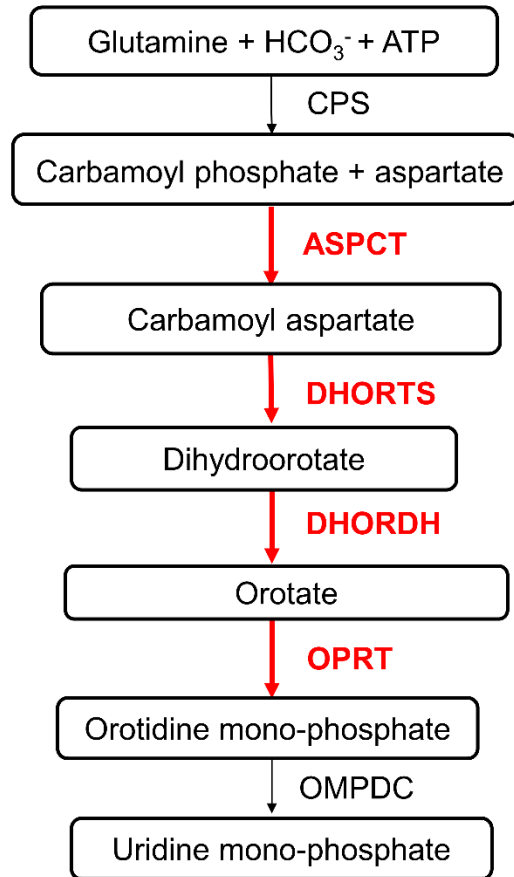 Glutamine + HCO₃⁻ + ATP
CPS
Carbamoyl phosphate + aspartate
ASPCT
Carbamoyl aspartate
DHORTS
Dihydroorotate
DHORDH
Orotate
OPRT
Orotidine mono-phosphate
OMPDC
Uridine mono-phosphate